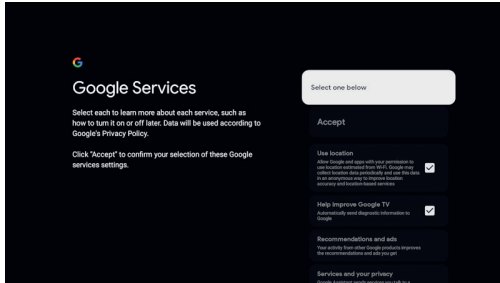 Google Services
Select each to learn more about each service, such as
how to turn it on or off later. Data will be used according to
Google's Privacy Policy.
Click "Accept" to confirm your selection of these Google
services settings.
Select one below
Accept
Use location
Allow Google and apps with your permission to
use location estimated from Wi-Fi. Google may
collect location data periodically and use this data
in an anonymous way to improve location
accuracy and location-based services
Help improve Google TV
Automatically send diagnostic information to
Google
Recommendations and ads
Your activity from other Google products improves
the recommendations and ads you get
Services and your privacy